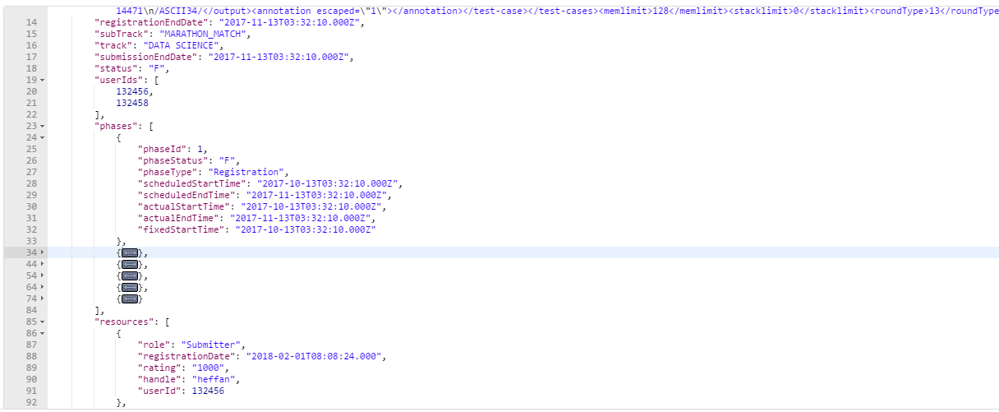 14471\n/ASCII34/</output><annotation escaped=\"1\"></annotation></test-case></test-cases><memlimit>128</memlimit><stacklimit>0</stacklimit><roundType>13</roundType
14 "registrationEndDate": "2017-11-13T03:32:10.000Z",
15 "subTrack": "MARATHON_MATCH",
16 "track": "DATA SCIENCE",
17 "submissionEndDate": "2017-11-13T03:32:10.000Z",
18 "status": "F",
19 "userIds": [
20 132456,
21 132458
22 ],
23 "phases": [
24 {
25 "phaseId": 1,
26 "phaseStatus": "F",
27 "phaseType": "Registration",
28 "scheduledStartTime": "2017-10-13T03:32:10.000Z",
29 "scheduledEndTime": "2017-11-13T03:32:10.000Z",
30 "actualStartTime": "2017-10-13T03:32:10.000Z",
31 "actualEndTime": "2017-11-13T03:32:10.000Z",
32 "fixedStartTime": "2017-10-13T03:32:10.000Z"
33 },
34 {},
44 {},
54 {},
64 {},
74 {}
84 ],
85 "resources": [
86 {
87 "role": "Submitter",
88 "registrationDate": "2018-02-01T08:08:24.000",
89 "rating": "1000",
90 "handle": "heffan",
91 "userId": 132456
92 },